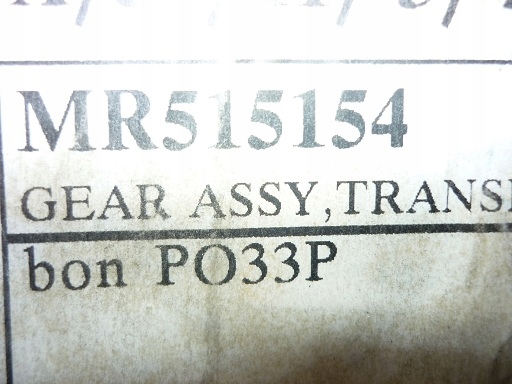 MR515154
GEAR ASSY,TRANS
bon PO33P